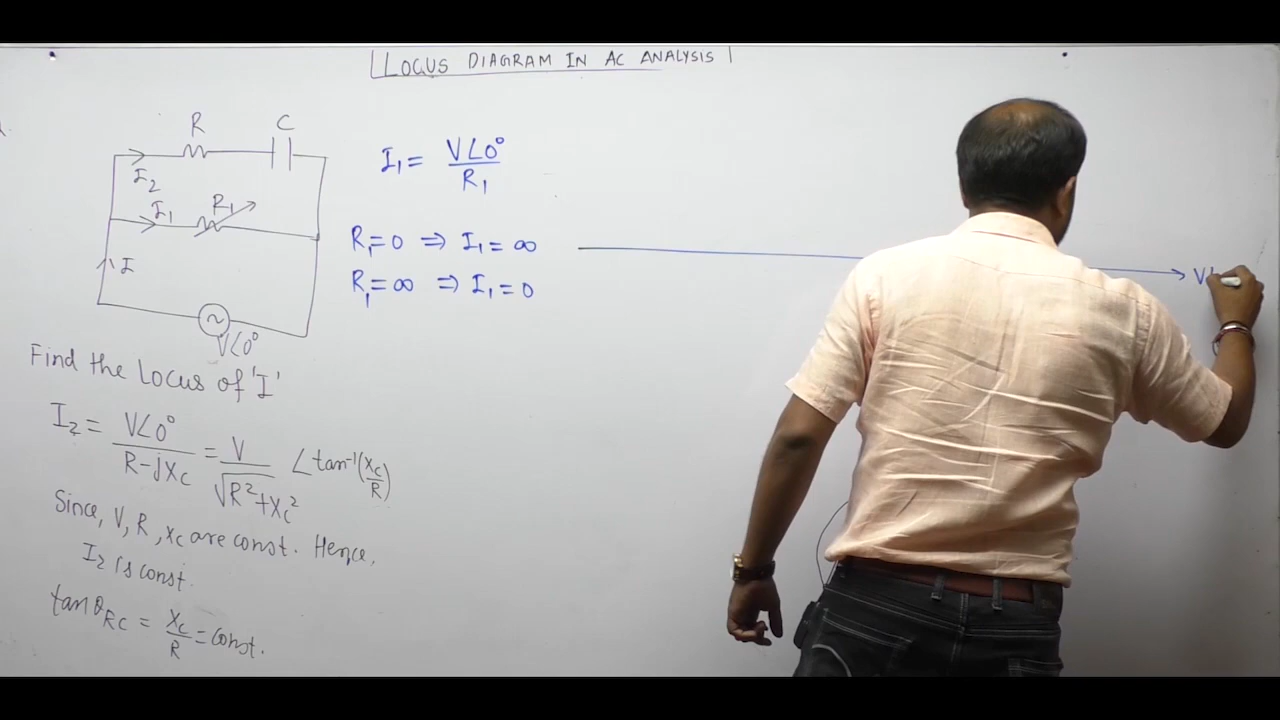 LOCUS DIAGRAM IN AC ANALYSIS
R C
I₂
I₁ R₁
I
V∠0°
Find the Locus of 'I'
I₂ = V∠0° / R-jXc = V / √R²+Xc² ∠tan⁻¹(Xc/R)
Since, V, R, Xc are const. Hence,
I₂ is const.
tanθRC = Xc/R = const.
I₁ = V∠0° / R₁
R₁=0 ⇒ I₁ = ∞
R₁=∞ ⇒ I₁=0
V